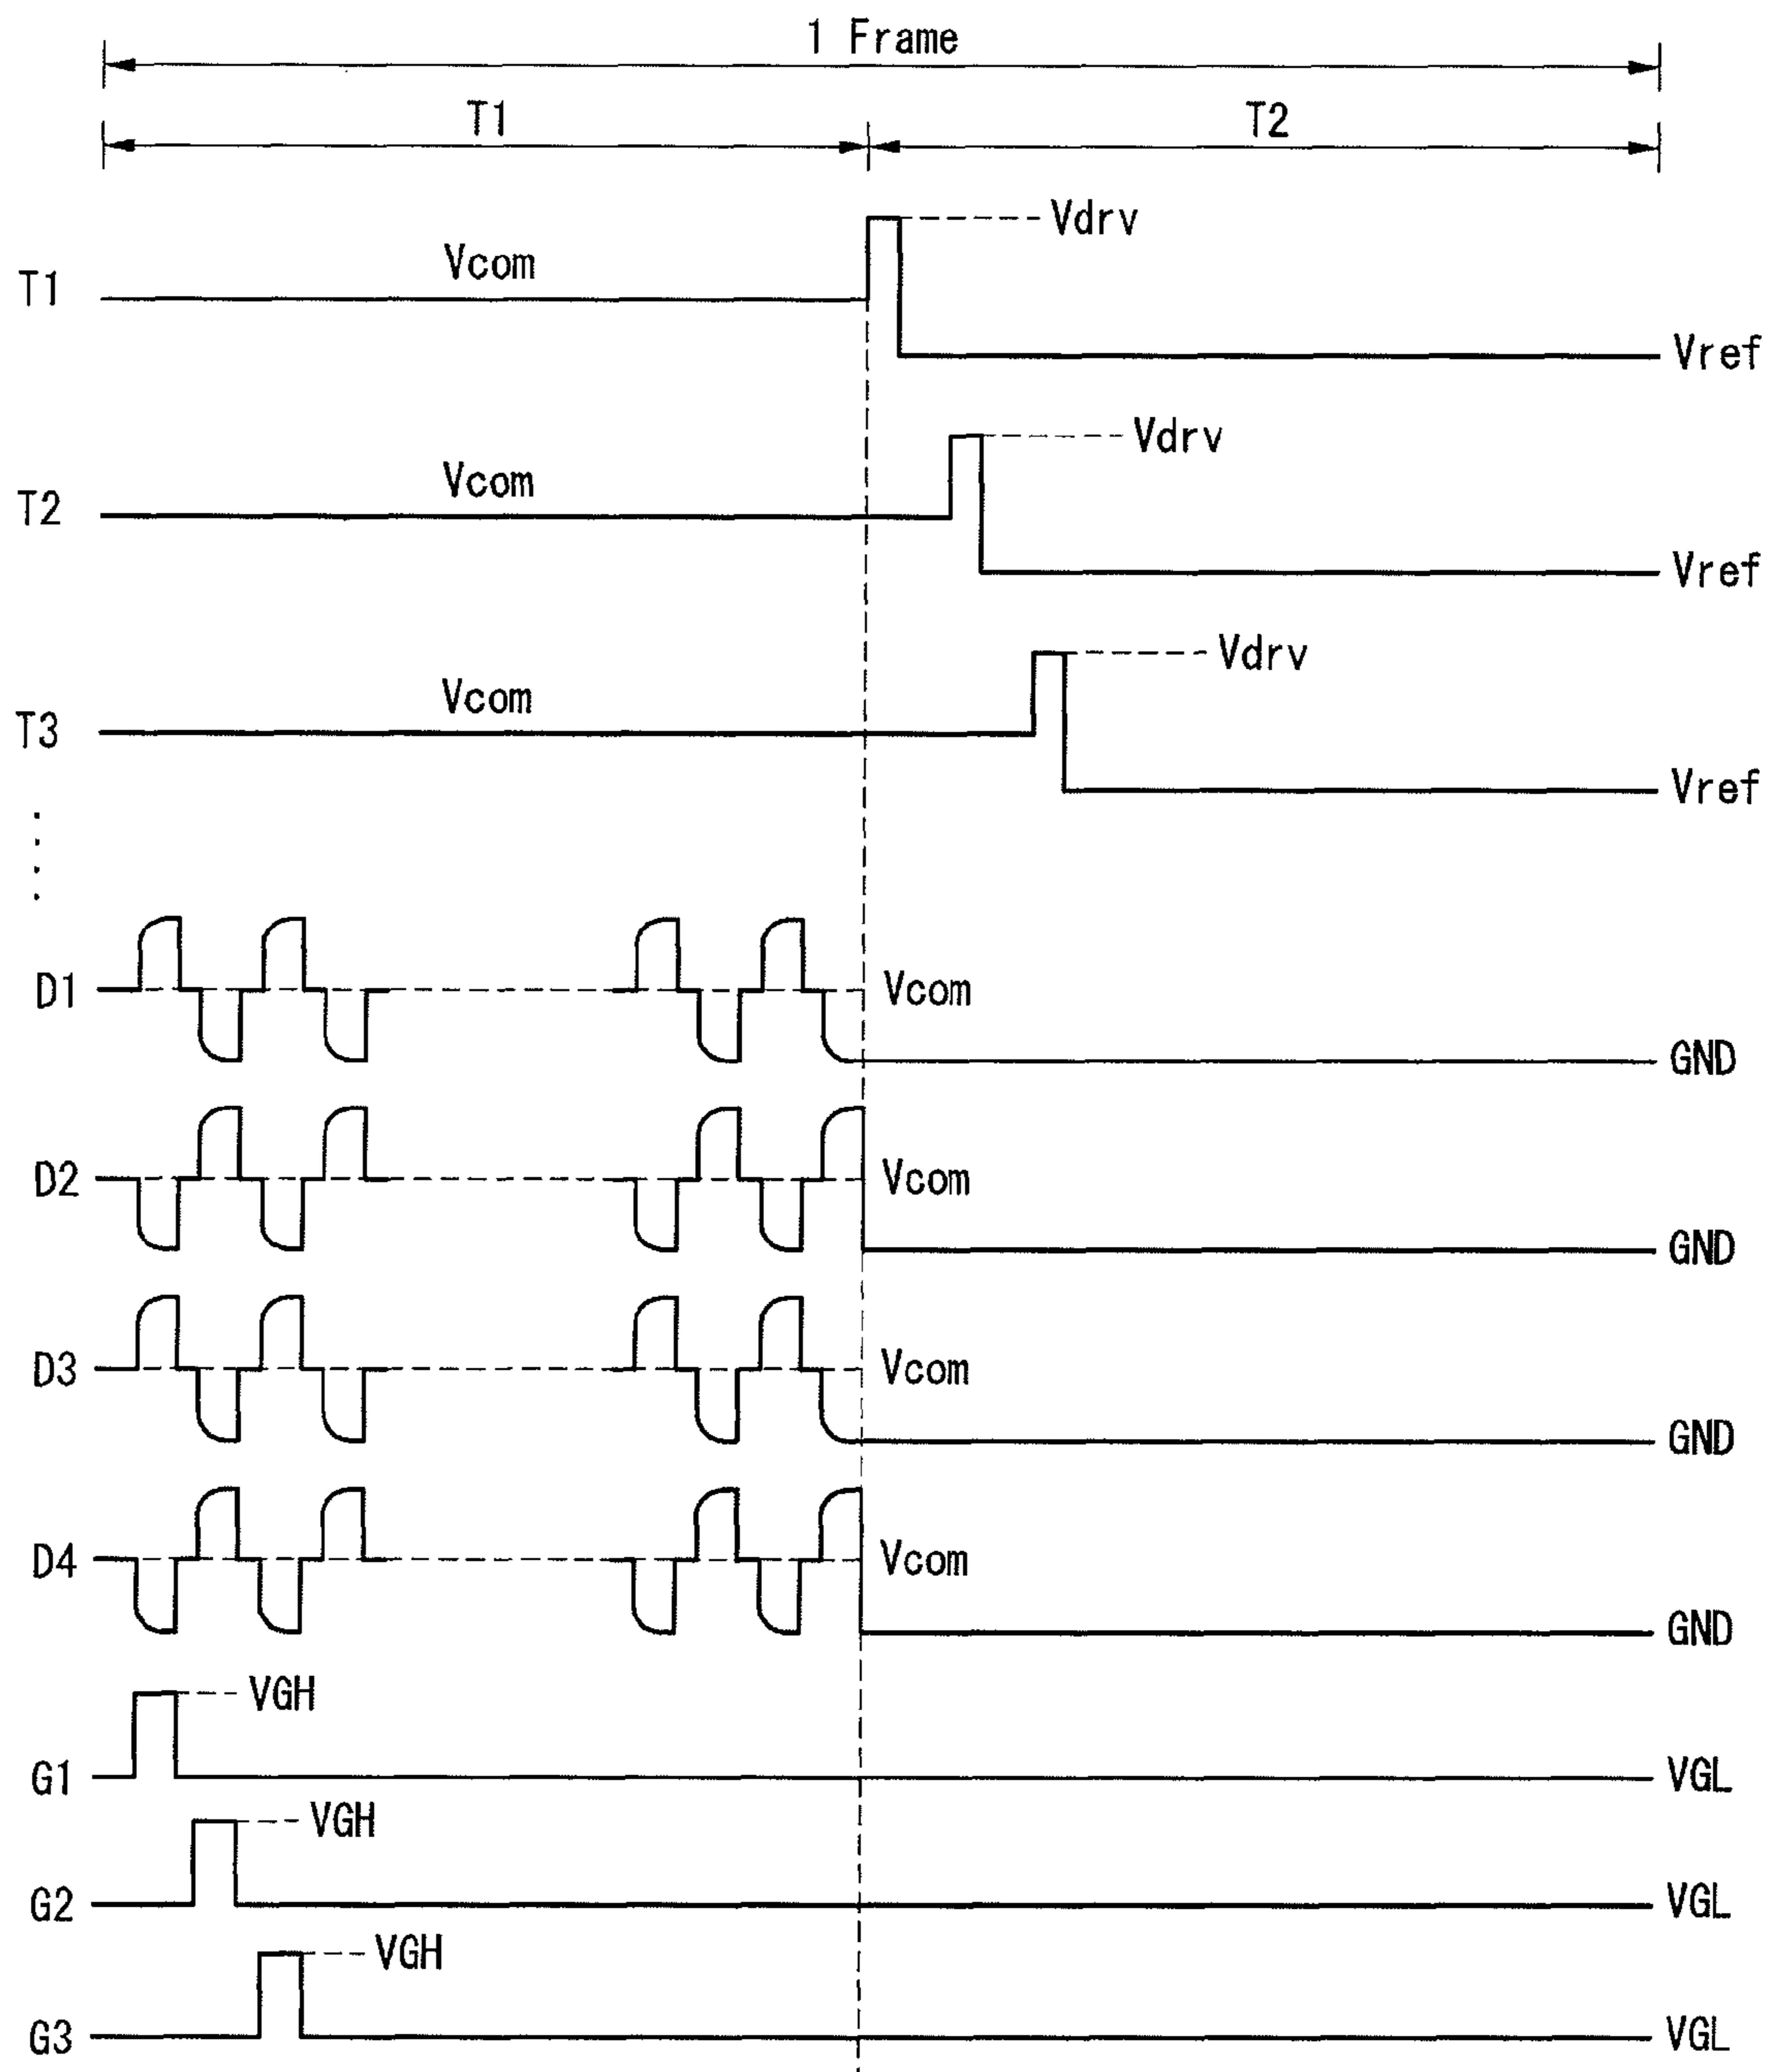 1 Frame
T1 T2
Vdrv
Vcom
T1
Vref
Vdrv
Vcom
T2
Vref
Vdrv
Vcom
T3
Vref
D1 Vcom
GND
D2 Vcom
GND
D3 Vcom
GND
D4 Vcom
GND
VGH
G1 VGL
VGH
G2 VGL
VGH
G3 VGL